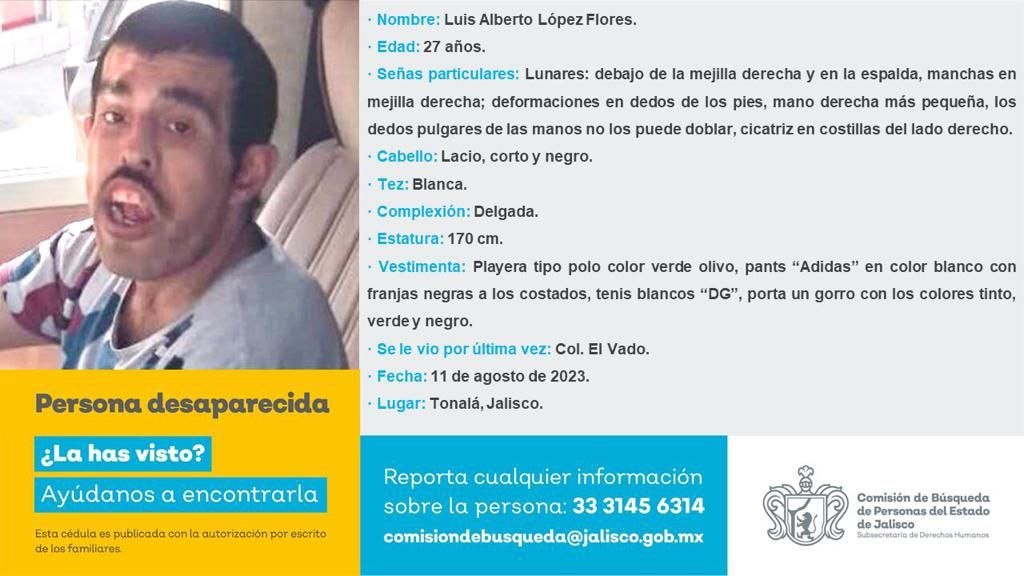 · Nombre: Luis Alberto López Flores.
· Edad: 27 años.
· Señas particulares: Lunares: debajo de la mejilla derecha y en la espalda, manchas en
mejilla derecha; deformaciones en dedos de los pies, mano derecha más pequeña, los
dedos pulgares de las manos no los puede doblar, cicatriz en costillas del lado derecho.
· Cabello: Lacio, corto y negro.
· Tez: Blanca.
· Complexión: Delgada.
· Estatura: 170 cm.
· Vestimenta: Playera tipo polo color verde olivo, pants “Adidas” en color blanco con
franjas negras a los costados, tenis blancos “DG”, porta un gorro con los colores tinto,
verde y negro.
· Se le vio por última vez: Col. El Vado.
· Fecha: 11 de agosto de 2023.
· Lugar: Tonalá, Jalisco.
Persona desaparecida
¿La has visto?
Ayúdanos a encontrarla
Esta cédula es publicada con la autorización por escrito
de los familiares.
Reporta cualquier información
sobre la persona: 33 3145 6314
comisiondebusqueda@jalisco.gob.mx
Comisión de Búsqueda
de Personas del Estado
de Jalisco
Subsecretaría de Derechos Humanos